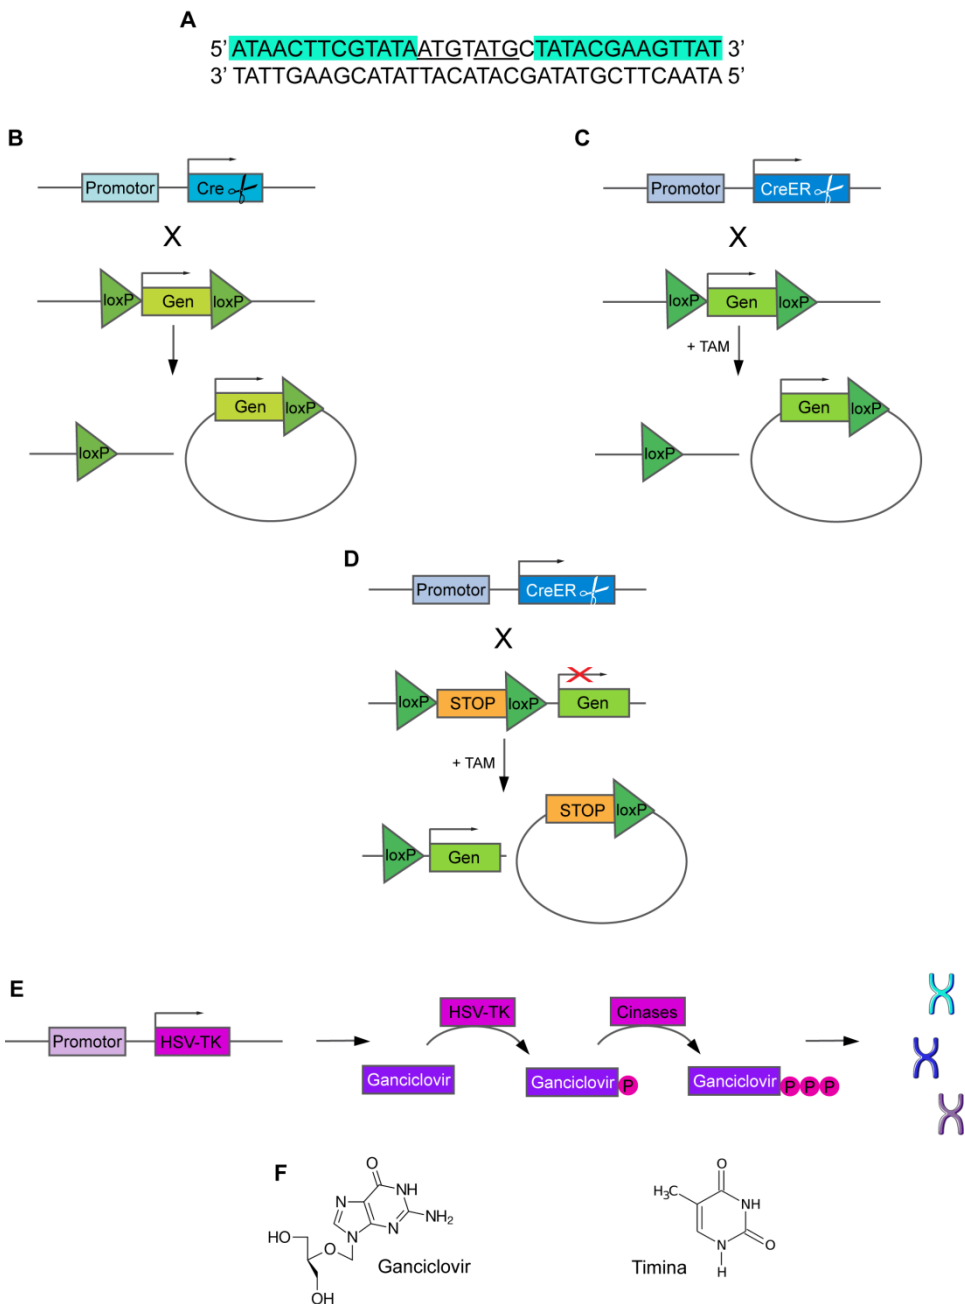 A
5' ATAACTTCGTATAATGTATGCTATACGAAGTTAT 3'
3' TATTGAAGCATATTACATACGATATGCTTCAATA 5'
B
Promotor Cre
X
loxP Gen loxP
Gen loxP
loxP
C
Promotor CreER
X
loxP Gen loxP
+ TAM
Gen loxP
loxP
D
Promotor CreER
X
loxP STOP loxP Gen
+ TAM
STOP loxP
loxP Gen
E
Promotor HSV-TK
HSV-TK Cinases
Ganciclovir Ganciclovir P Ganciclovir P P P
F
O
N NH
N N NH₂
HO O
OH
Ganciclovir
O
H₃C NH
N O
H
Timina